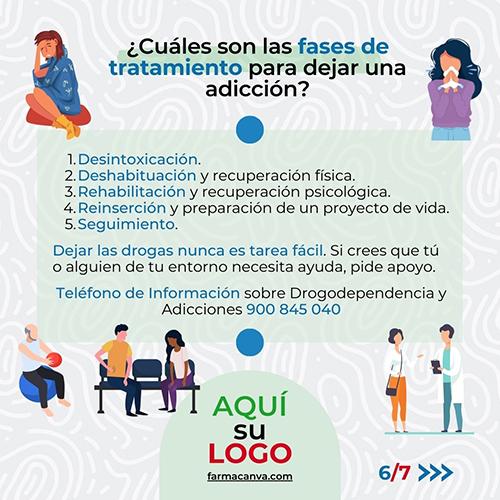 ¿Cuáles son las fases de
tratamiento para dejar una
adicción?
1. Desintoxicación.
2. Deshabituación y recuperación física.
3. Rehabilitación y recuperación psicológica.
4. Reinserción y preparación de un proyecto de vida.
5. Seguimiento.
Dejar las drogas nunca es tarea fácil. Si crees que tú
o alguien de tu entorno necesita ayuda, pide apoyo.
Teléfono de Información sobre Drogodependencia y
Adicciones 900 845 040
AQUÍ
su
LOGO
farmacanva.com
6/7 >>>